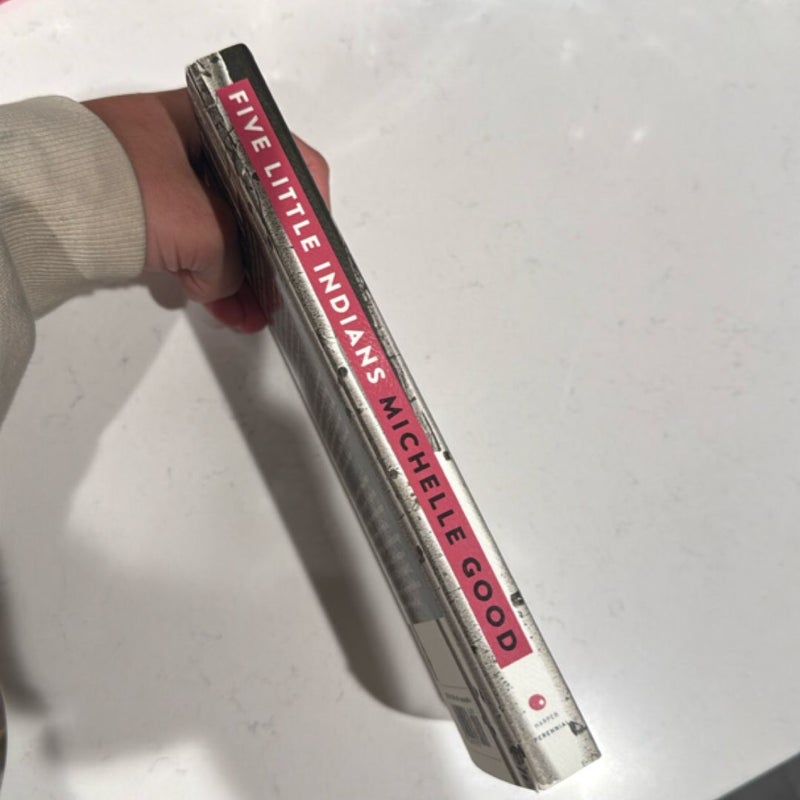 FIVE LITTLE INDIANS MICHELLE GOOD
HARPER
PERENNIAL